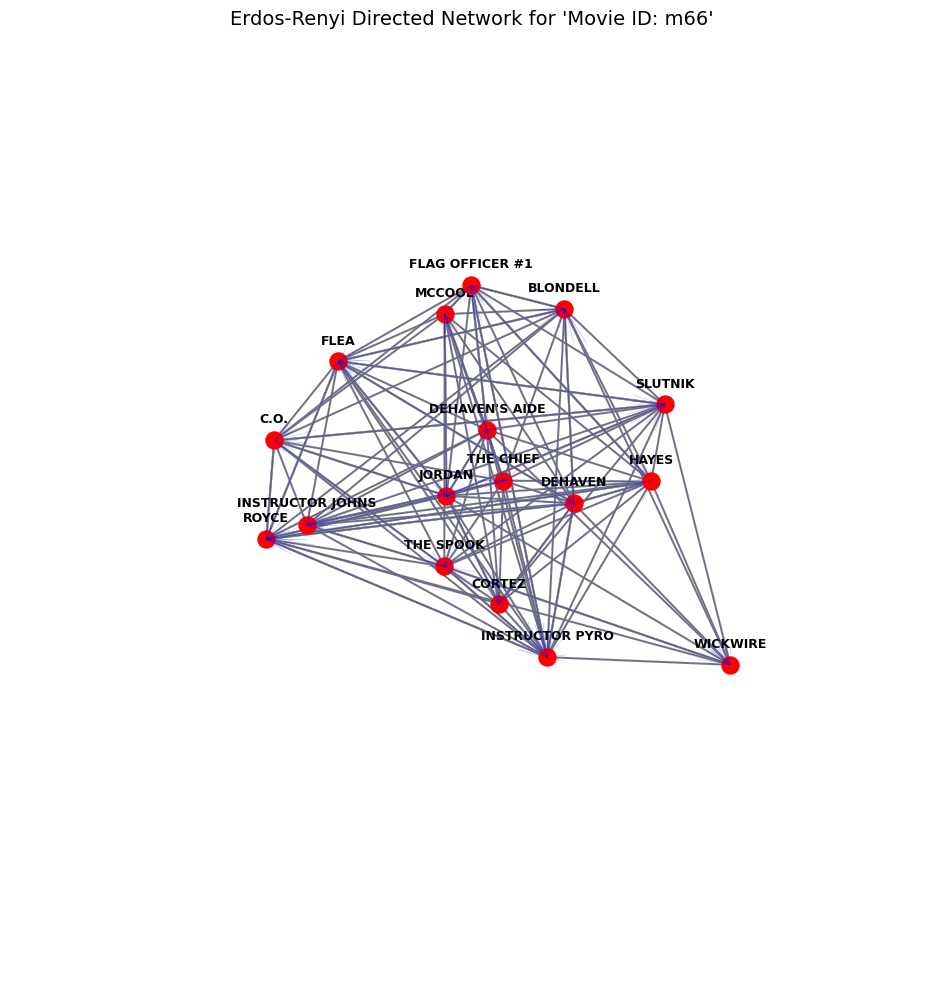 Erdos-Renyi Directed Network for 'Movie ID: m66'
FLAG OFFICER #1
BLONDELL
MCCOOL
FLEA
SLUTNIK
DEHAVEN'S AIDE
C.O.
THE CHIEF
HAYES
JORDAN
DEHAVEN
INSTRUCTOR JOHNS
ROYCE
THE SPOOK
CORTEZ
INSTRUCTOR PYRO
WICKWIRE